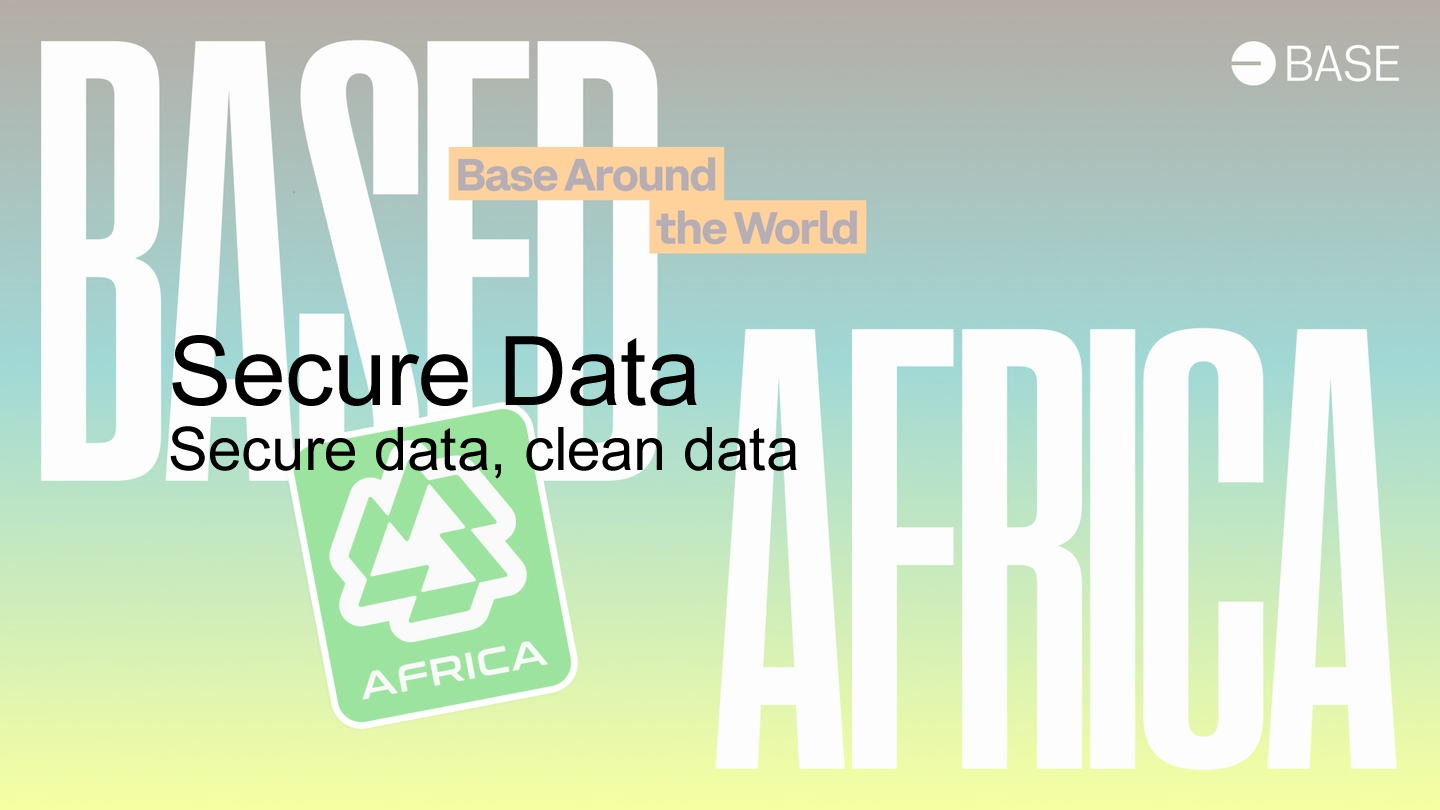 BASED
BASE
Base Around
the World
AFRICA
Secure Data
Secure data, clean data
AFRICA